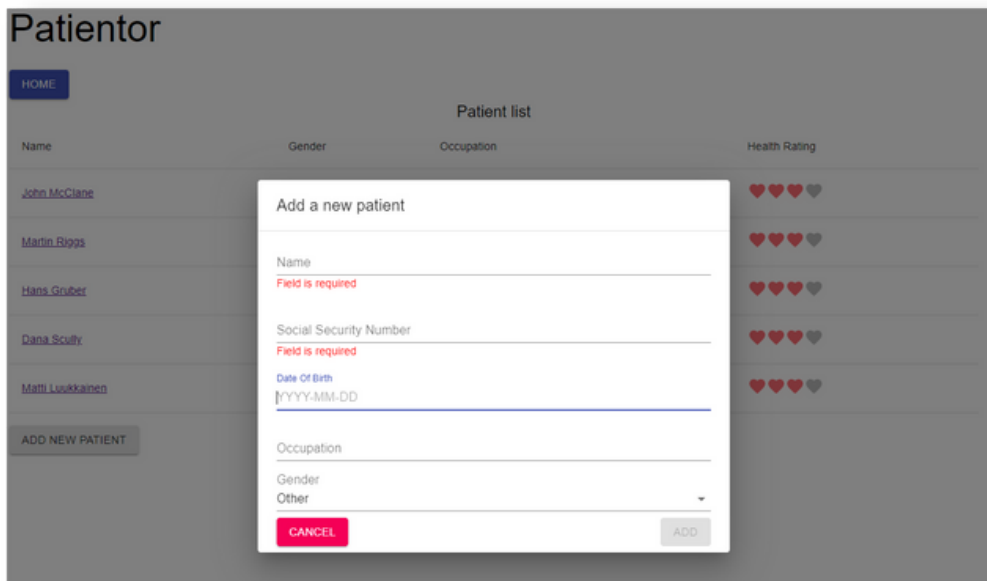 Patientor
HOME
Patient list
Name Gender Occupation Health Rating
John McClane
Martin Riggs
Hans Gruber
Dana Scully
Matti Luukkainen
ADD NEW PATIENT
Add a new patient
Name
Field is required
Social Security Number
Field is required
Date Of Birth
YYYY-MM-DD
Occupation
Gender
Other
CANCEL ADD